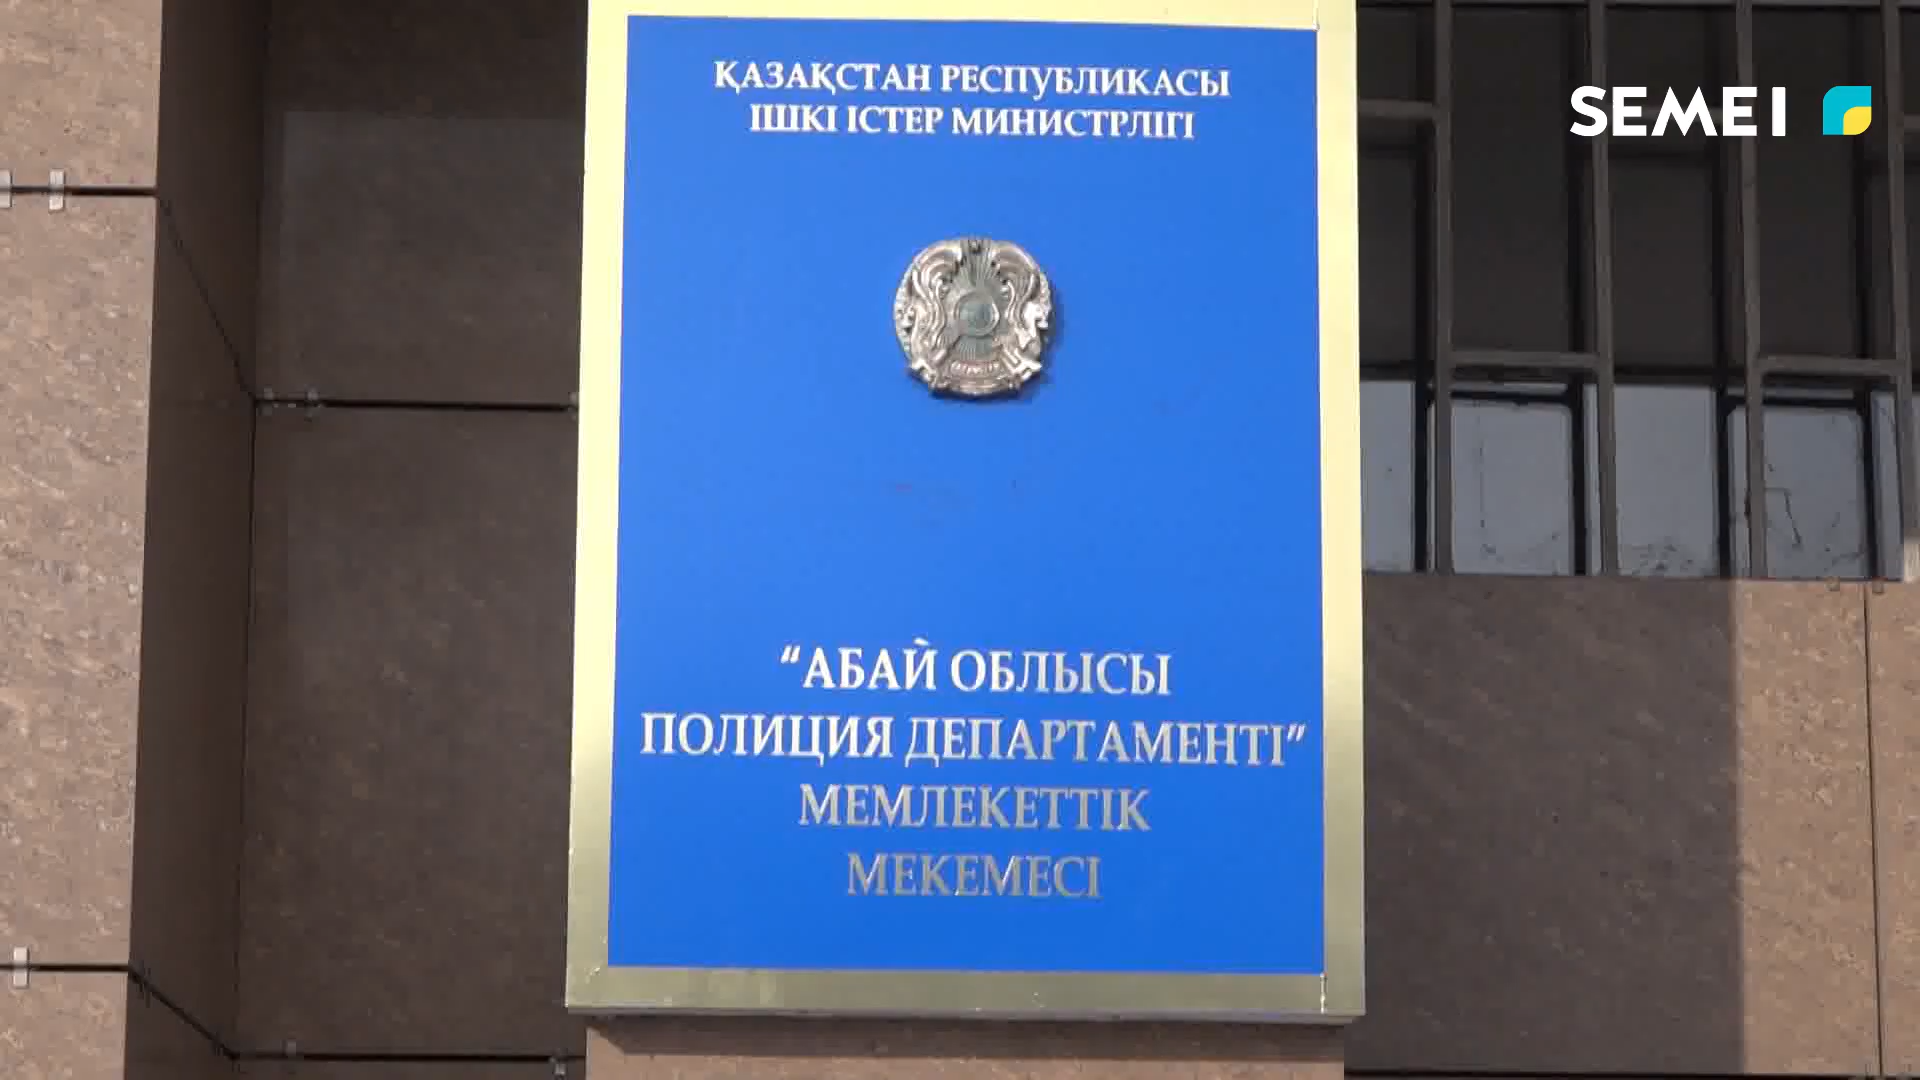 ҚАЗАҚСТАН РЕСПУБЛИКАСЫ
ІШКІ ІСТЕР МИНИСТРЛІГІ
SEMEI
“АБАЙ ОБЛЫСЫ
ПОЛИЦИЯ ДЕПАРТАМЕНТІ”
МЕМЛЕКЕТТІК
МЕКЕМЕСІ